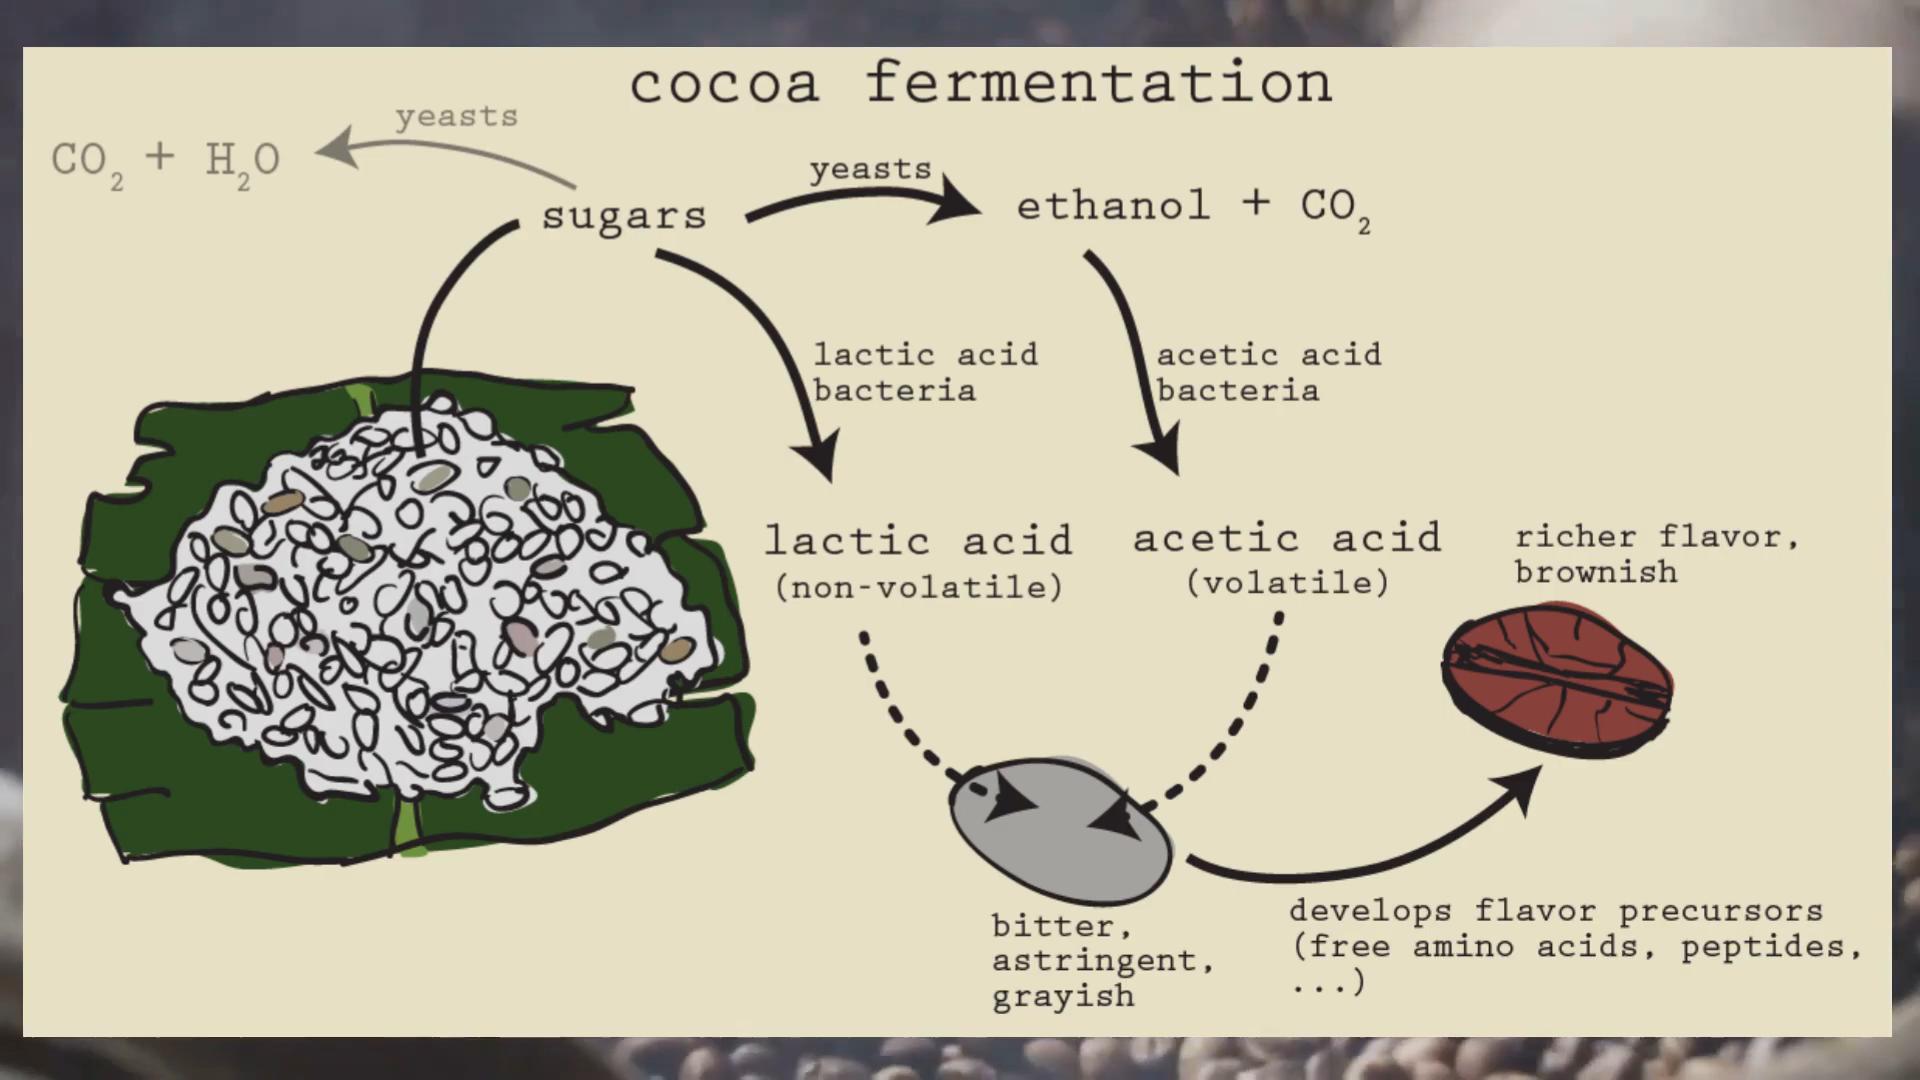 cocoa fermentation
yeasts
CO₂ + H₂O
yeasts
sugars
ethanol + CO₂
lactic acid
bacteria
acetic acid
bacteria
lactic acid
(non-volatile)
acetic acid
(volatile)
richer flavor,
brownish
bitter,
astringent,
grayish
develops flavor precursors
(free amino acids, peptides,
...)